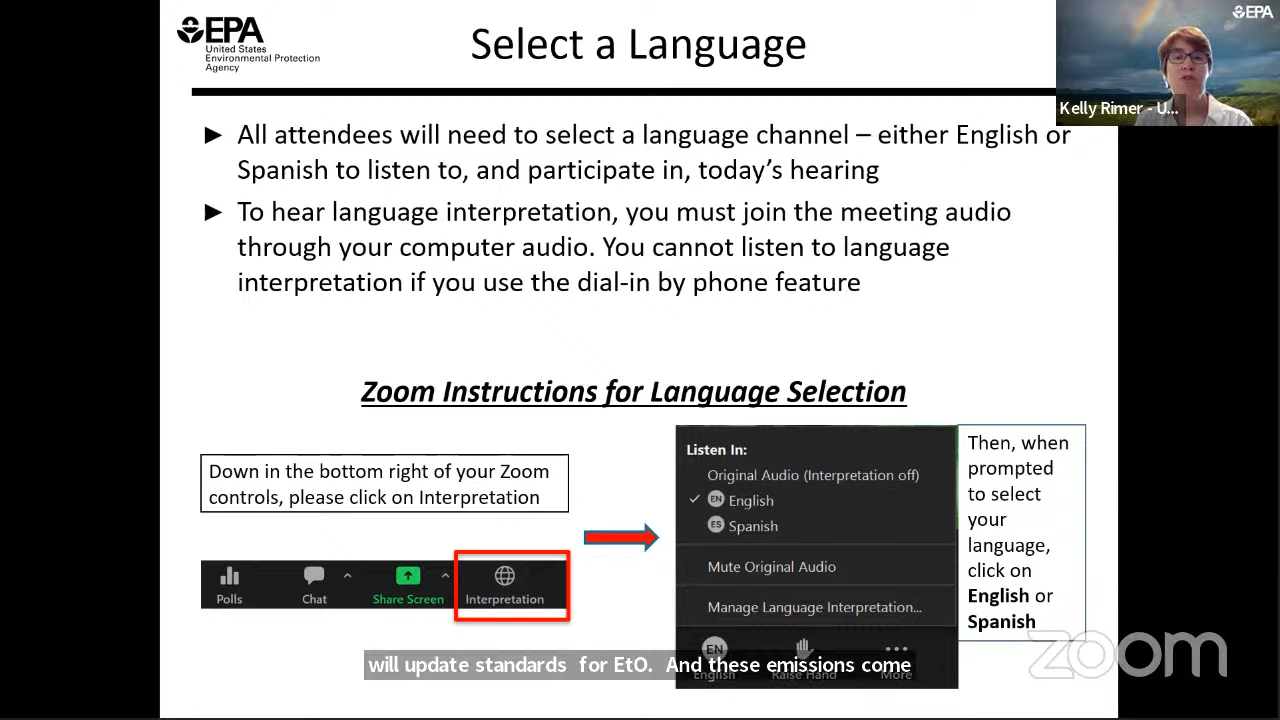 EPA
United States
Environmental Protection
Agency
Select a Language
EPA
Kelly Rimer - U...
► All attendees will need to select a language channel – either English or
Spanish to listen to, and participate in, today's hearing
► To hear language interpretation, you must join the meeting audio
through your computer audio. You cannot listen to language
interpretation if you use the dial-in by phone feature
Zoom Instructions for Language Selection
Down in the bottom right of your Zoom
controls, please click on Interpretation
Polls
Chat
Share Screen
Interpretation
Listen In:
Original Audio (Interpretation off)
EN English
ES Spanish
Mute Original Audio
Manage Language Interpretation...
EN
English
Raise Hand
More
Then, when
prompted
to select
your
language,
click on
English or
Spanish
will update standards for EtO. And these emissions come
zoom